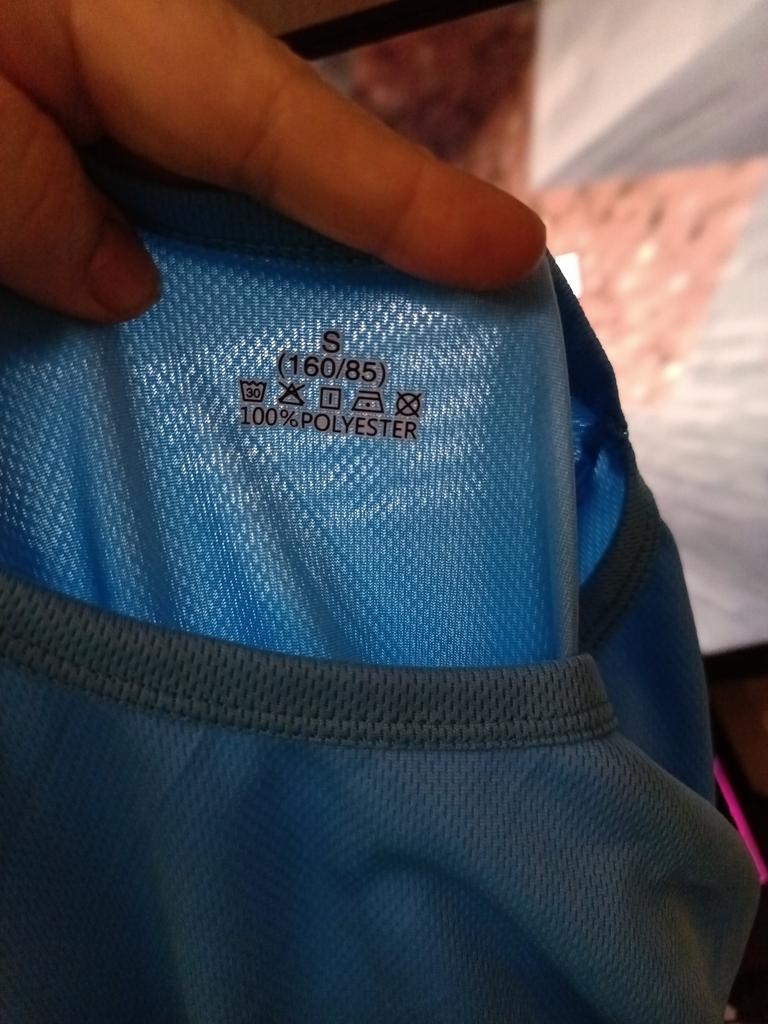 S
(160/85)
30
100%POLYESTER